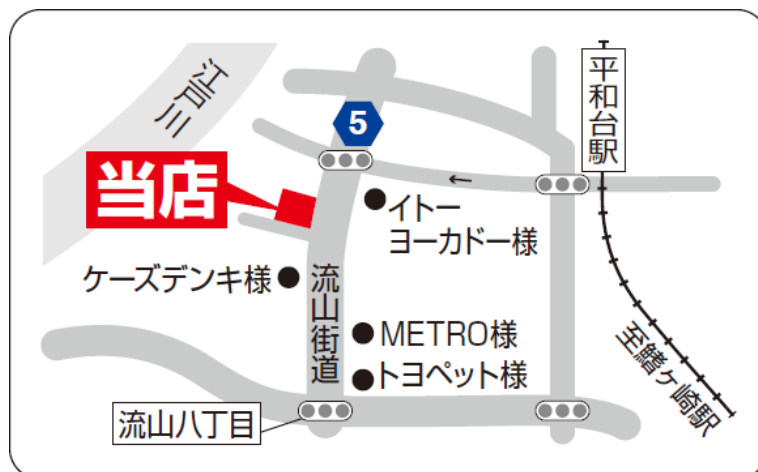 江戸川
5
平和台駅
当店
←
イトー
ヨーカドー様
ケーズデンキ様
流山街道
METRO様
トヨペット様
至鰭ヶ崎駅
流山八丁目